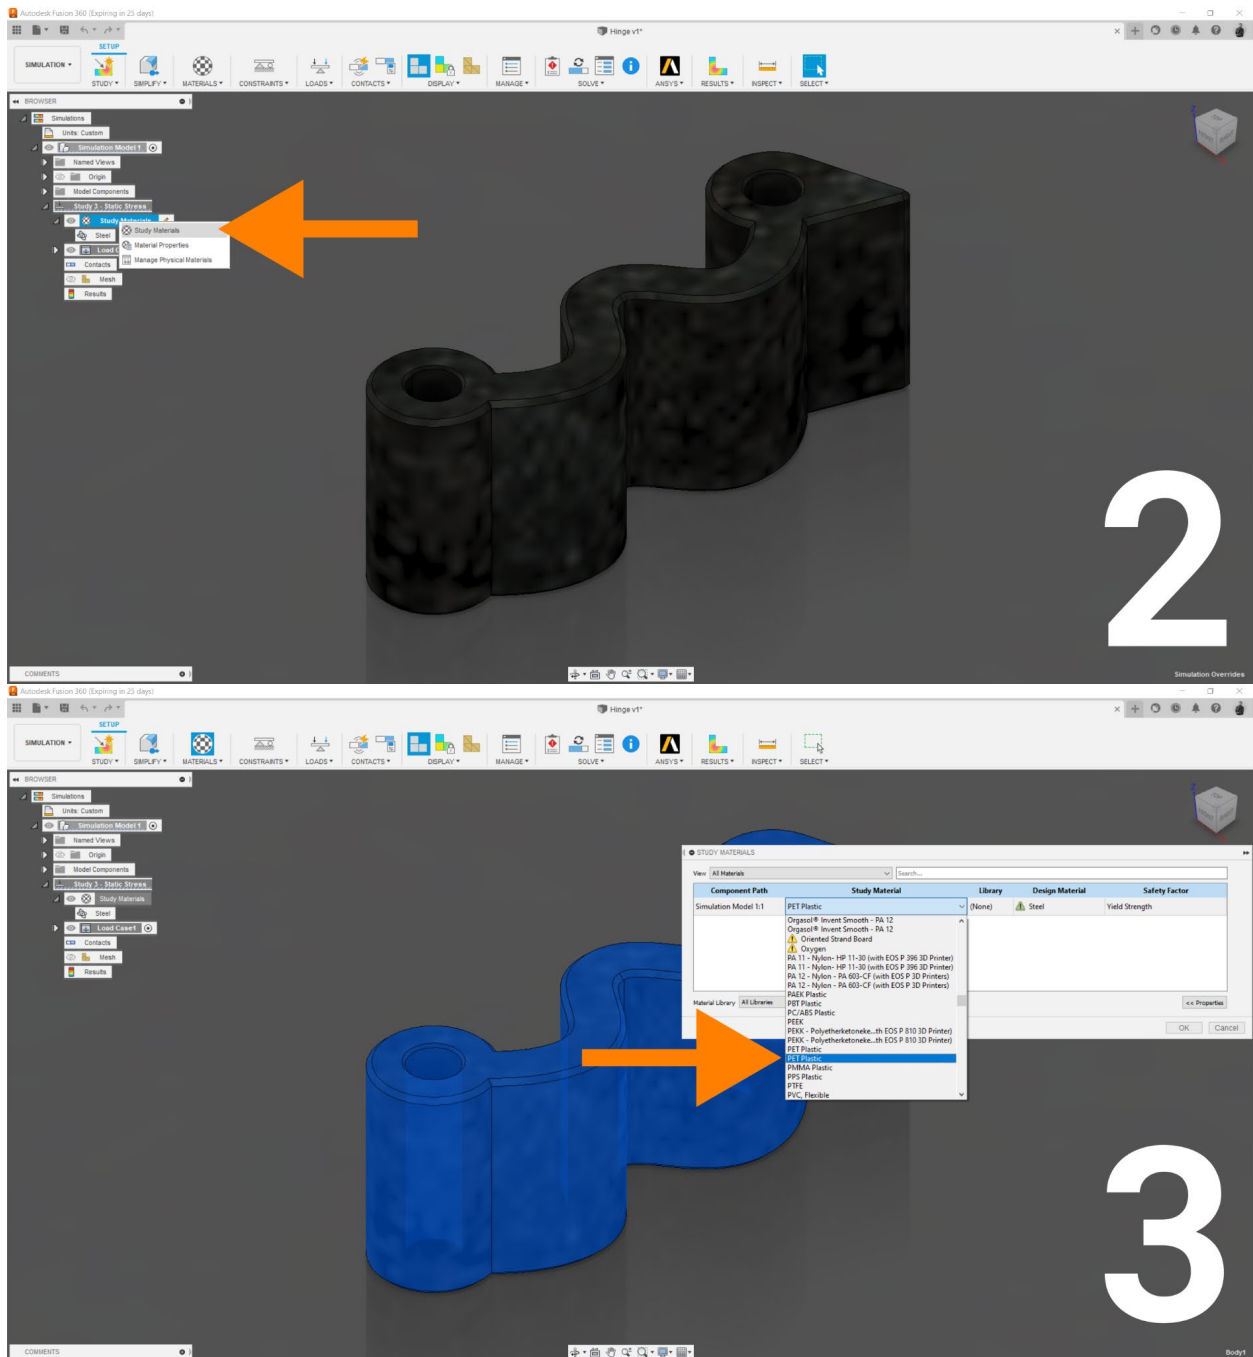 Autodesk Fusion 360 (Expiring in 25 days)
Hinge v1*
SETUP
SIMULATION
STUDY
SIMPLIFY
MATERIALS
CONSTRAINTS
LOADS
CONTACTS
DISPLAY
MANAGE
SOLVE
ANSYS
RESULTS
INSPECT
SELECT
BROWSER
Simulations
Units: Custom
Simulation Model 1
Named Views
Origin
Model Components
Study 3 - Static Stress
Study Materials
Steel
Study Materials
Material Properties
Load C
Contacts
Manage Physical Materials
Mesh
Results
2
COMMENTS
Simulation Overrides
Autodesk Fusion 360 (Expiring in 25 days)
Hinge v1*
SETUP
SIMULATION
STUDY
SIMPLIFY
MATERIALS
CONSTRAINTS
LOADS
CONTACTS
DISPLAY
MANAGE
SOLVE
ANSYS
RESULTS
INSPECT
SELECT
BROWSER
Simulations
Units: Custom
Simulation Model 1
Named Views
Origin
Model Components
Study 3 - Static Stress
Study Materials
Steel
Load Case1
Contacts
Mesh
Results
STUDY MATERIALS
View All Materials Search...
Component Path Study Material Library Design Material Safety Factor
Simulation Model 1:1 PET Plastic (None) Steel Yield Strength
Orgasol® Invent Smooth - PA 12
Orgasol® Invent Smooth - PA 12
Oriented Strand Board
Oxygen
PA 11 - Nylon- HP 11-30 (with EOS P 396 3D Printer)
PA 11 - Nylon- HP 11-30 (with EOS P 396 3D Printer)
PA 12 - Nylon - PA 603-CF (with EOS P 3D Printers)
PA 12 - Nylon - PA 603-CF (with EOS P 3D Printers)
PAEK Plastic
PBT Plastic
PC/ABS Plastic
PEEK
PEKK - Polyetherketoneke...th EOS P 810 3D Printer)
PEKK - Polyetherketoneke...th EOS P 810 3D Printer)
PET Plastic
PET Plastic
PMMA Plastic
PPS Plastic
PTFE
PVC, Flexible
Material Library All Libraries
<< Properties
OK Cancel
3
COMMENTS
Body1